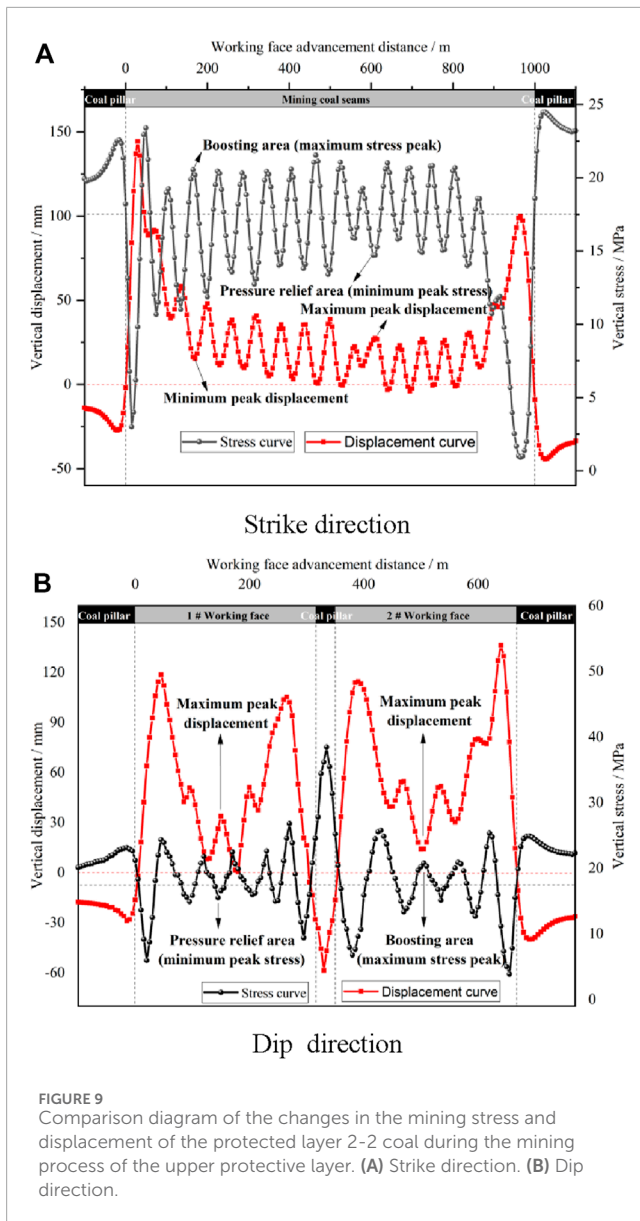 A
Working face advancement distance / m
0 200 400 600 800 1000
Coal pillar Mining coal seams Coal pillar
150
100
50
0
-50
Vertical displacement / mm
25
20
15
10
5
0
Vertical stress / MPa
Boosting area (maximum stress peak)
Pressure relief area (minimum peak stress)
Maximum peak displacement
Minimum peak displacement
Stress curve Displacement curve
Strike direction
B
Working face advancement distance / m
0 200 400 600
Coal pillar 1 # Working face Coal pillar 2 # Working face Coal pillar
150
120
90
60
30
0
-30
-60
Vertical displacement / mm
60
50
40
30
20
10
0
Vertical stress / MPa
Maximum peak
displacement
Maximum peak
displacement
Pressure relief area
(minimum peak stress)
Boosting area
(maximum stress peak)
Stress curve Displacement curve
Dip direction
FIGURE 9
Comparison diagram of the changes in the mining stress and
displacement of the protected layer 2-2 coal during the mining
process of the upper protective layer. (A) Strike direction. (B) Dip
direction.